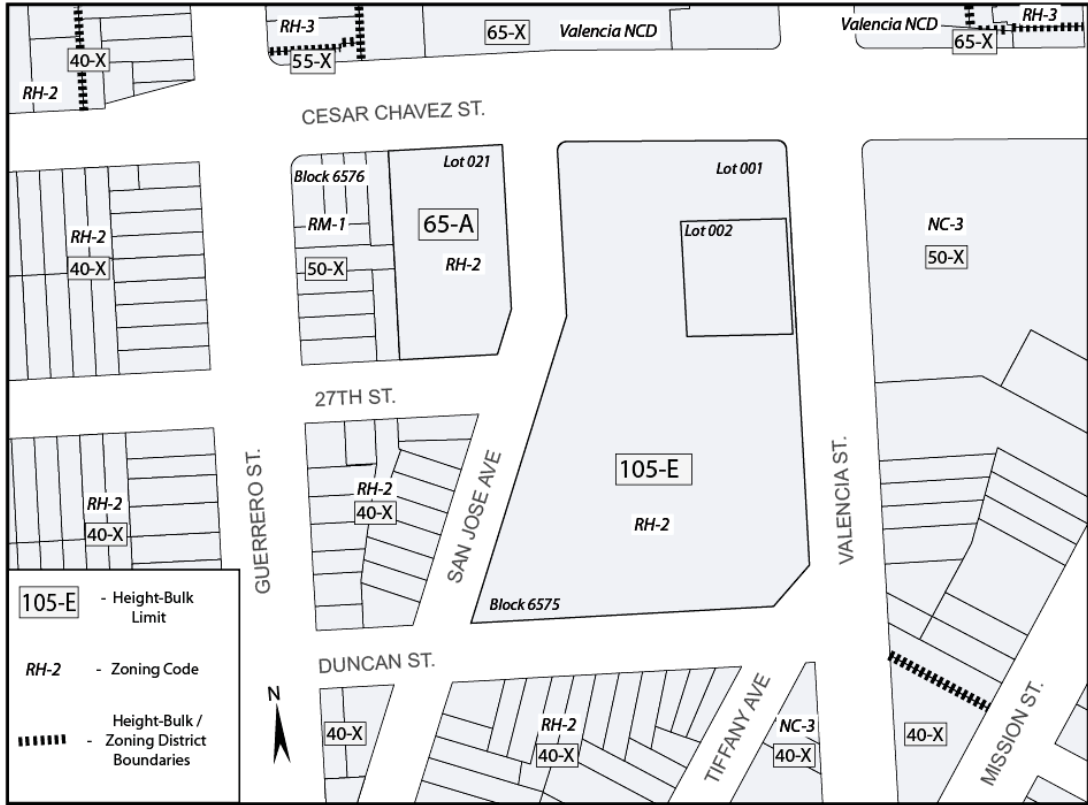 RH-3
65-X
Valencia NCD
Valencia NCD
RH-3
40-X
55-X
65-X
RH-2
CESAR CHAVEZ ST.
Lot 021
Lot 001
Block 6576
RM-1
65-A
Lot 002
NC-3
RH-2
40-X
50-X
RH-2
50-X
27TH ST.
105-E
RH-2
40-X
RH-2
40-X
RH-2
GUERRERO ST.
SAN JOSE AVE
VALENCIA ST.
Block 6575
105-E
- Height-Bulk
Limit
RH-2
- Zoning Code
- Height-Bulk /
Zoning District
Boundaries
N
DUNCAN ST.
40-X
RH-2
40-X
TIFFANY AVE
NC-3
40-X
40-X
MISSION ST.